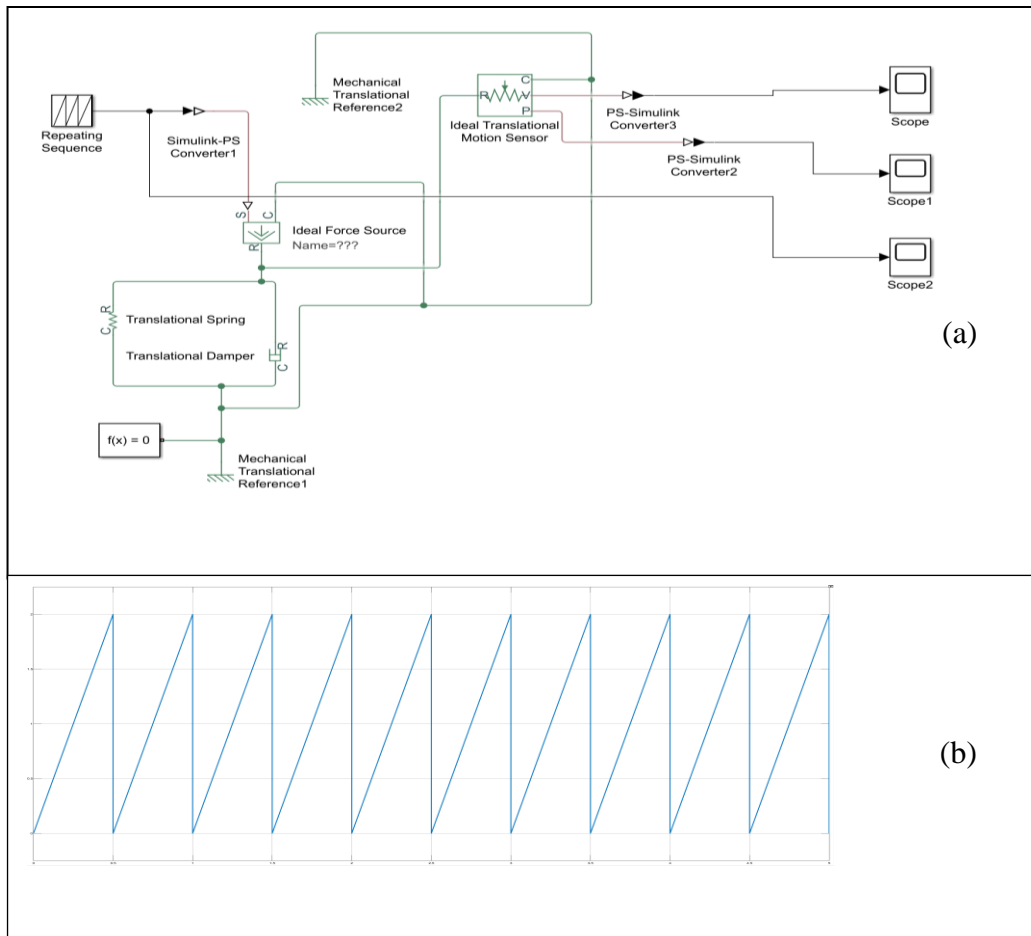 Mechanical
Translational
Reference2
C
R
V
P
Ideal Translational
Motion Sensor
PS-Simulink
Converter3
Scope
Repeating
Sequence
Simulink-PS
Converter1
PS-Simulink
Converter2
Scope1
S
C
R
Ideal Force Source
Name=???
Scope2
R
C
Translational Spring
(a)
Translational Damper
R
C
f(x) = 0
Mechanical
Translational
Reference1
(b)